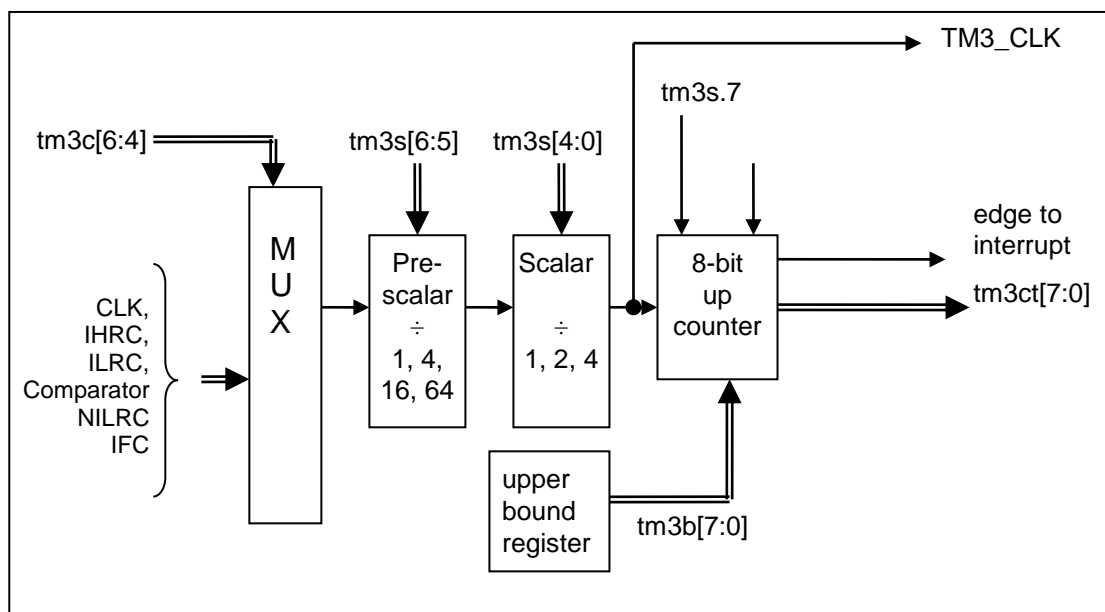 TM3_CLK
tm3s.7
tm3c[6:4]
tm3s[6:5]
tm3s[4:0]
M
U
X
Pre-
scalar
÷
1, 4,
16, 64
Scalar
÷
1, 2, 4
8-bit
up
counter
edge to
interrupt
tm3ct[7:0]
CLK,
IHRC,
ILRC,
Comparator
NILRC
IFC
upper
bound
register
tm3b[7:0]